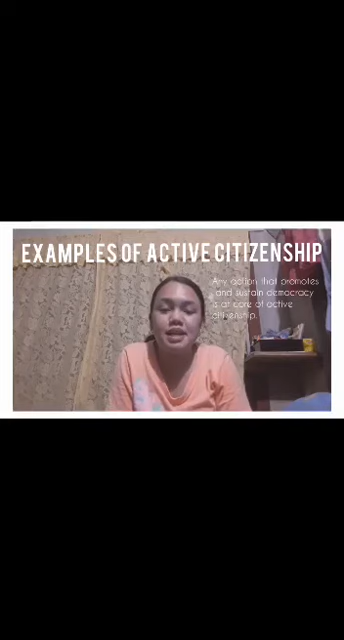 EXAMPLES OF ACTIVE CITIZENSHIP
Any action that promotes
and sustain democracy
is at core of active
citizenship.